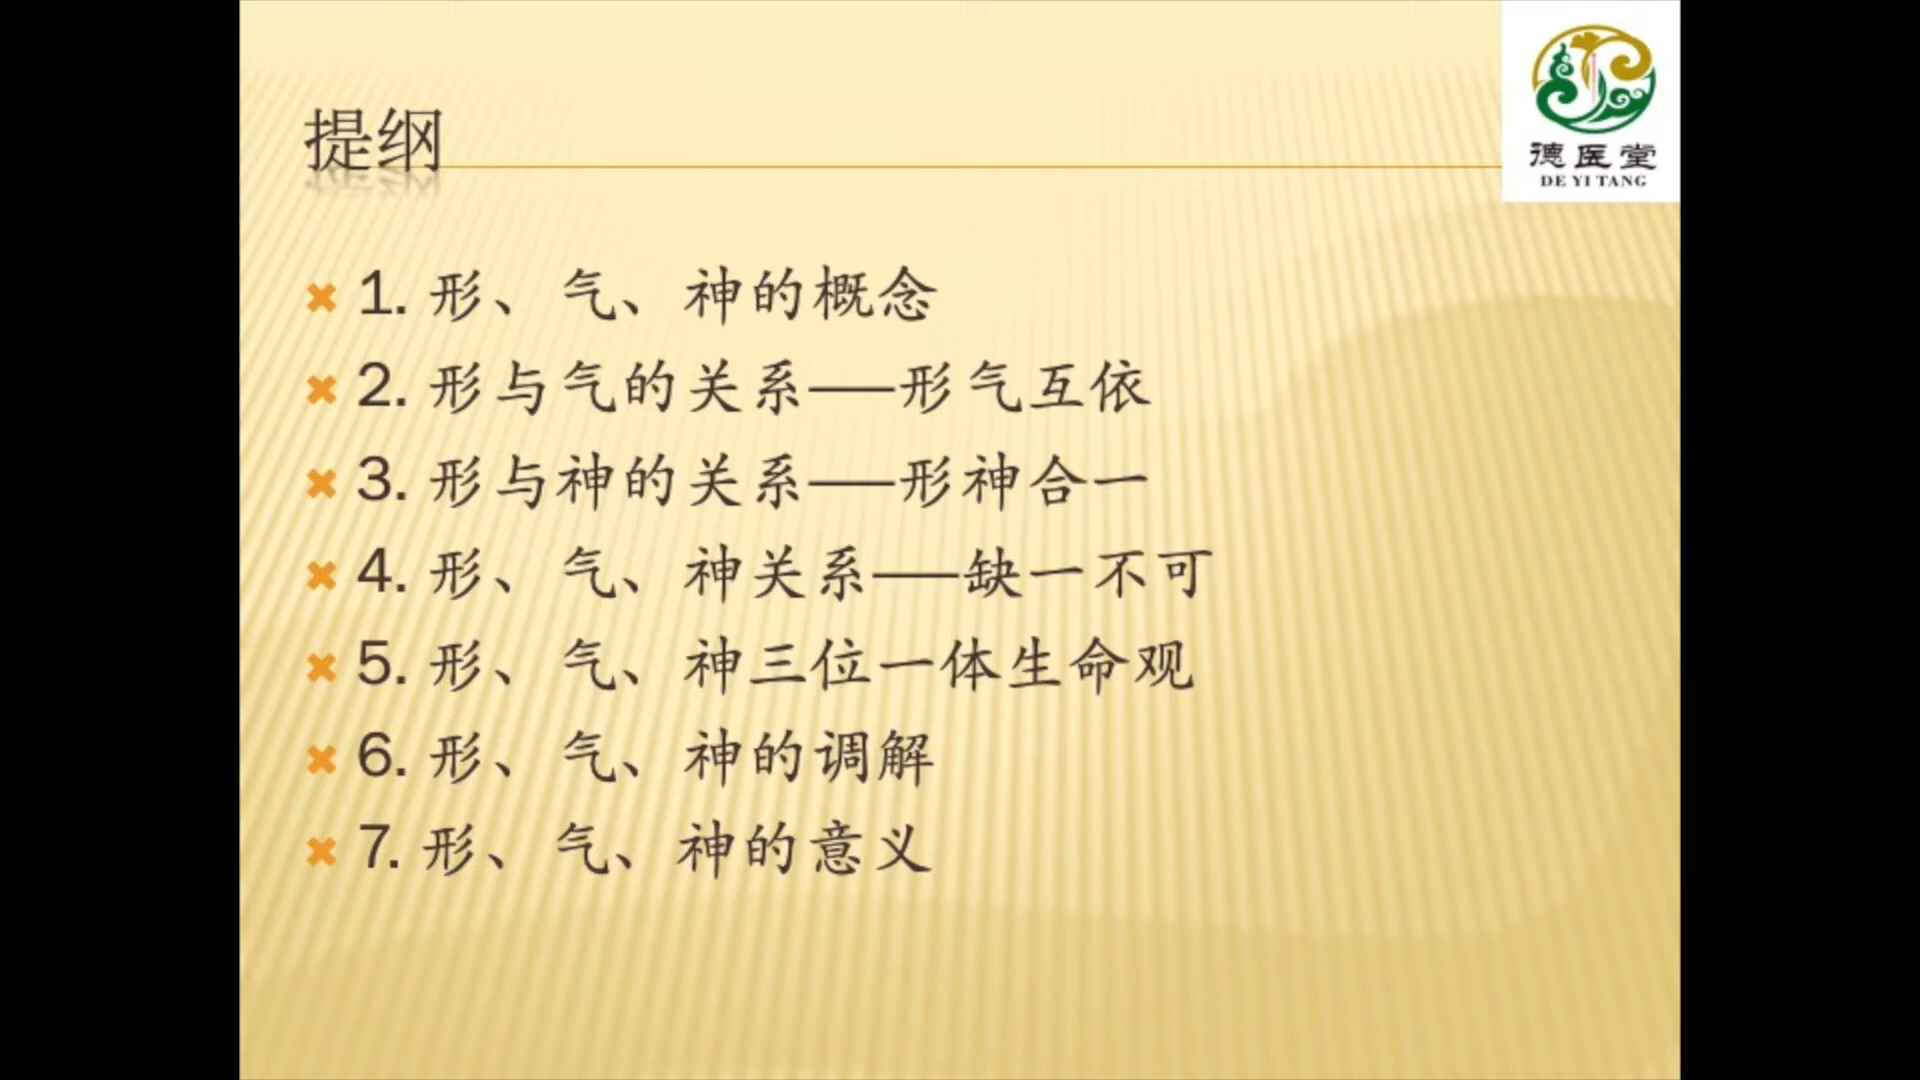 提纲
德医堂
DE YI TANG
1. 形、气、神的概念
2. 形与气的关系——形气互依
3. 形与神的关系——形神合一
4. 形、气、神关系——缺一不可
5. 形、气、神三位一体生命观
6. 形、气、神的调解
7. 形、气、神的意义